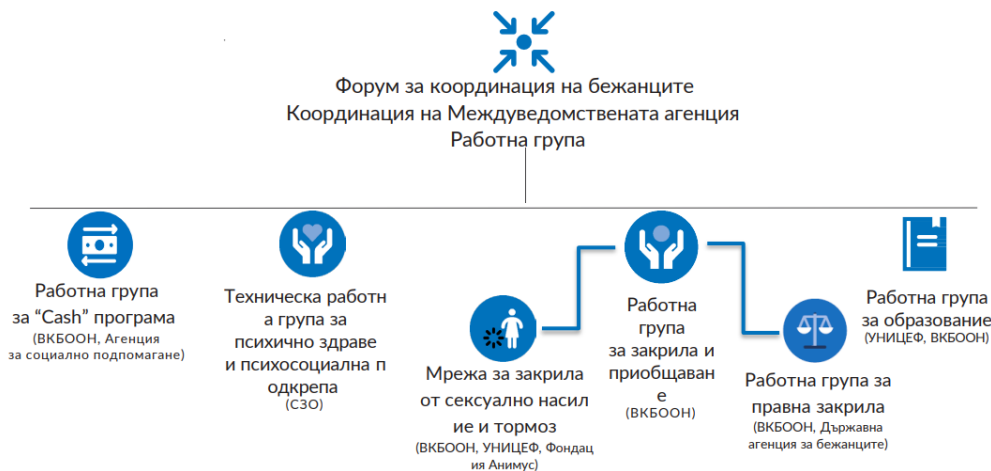 Форум за координация на бежанците
Координация на Междуведомствената агенция
Работна група
Работна група
за “Cash” програма
(ВКБООН, Агенция
за социално подпомагане)
Техническа работн
а група за
психично здраве
и психосоциална п
одкрепа
(СЗО)
Мрежа за закрила
от сексуално насил
ие и тормоз
(ВКБООН, УНИЦЕФ, Фондац
ия Анимус)
Работна
група
за закрила и
приобщаван
е
(ВКБООН)
Работна група за
правна закрила
(ВКБООН, Държавна
агенция за бежанците)
Работна група
за образование
(УНИЦЕФ, ВКБООН)